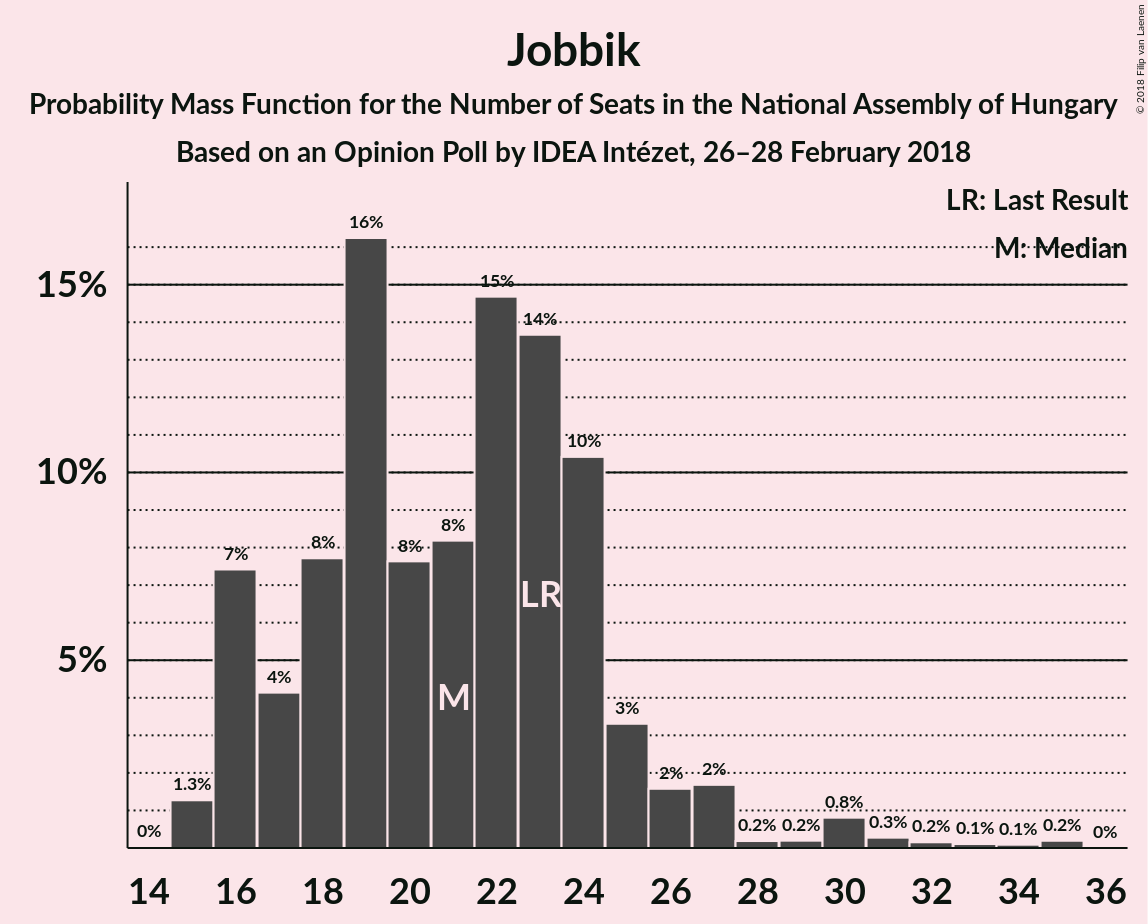 Jobbik
Probability Mass Function for the Number of Seats in the National Assembly of Hungary
Based on an Opinion Poll by IDEA Intézet, 26–28 February 2018
© 2018 Filip van Laenen
LR: Last Result
M: Median
15%
10%
5%
0%
1.3%
7%
4%
8%
16%
8%
8%
15%
14%
10%
3%
2%
2%
0.2%
0.2%
0.8%
0.3%
0.2%
0.1%
0.1%
0.2%
0%
M
LR
14 16 18 20 22 24 26 28 30 32 34 36